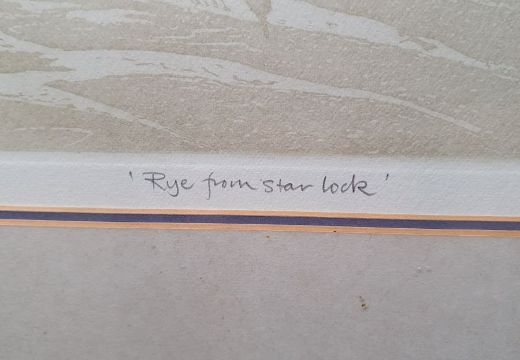 'Rye from star lock'